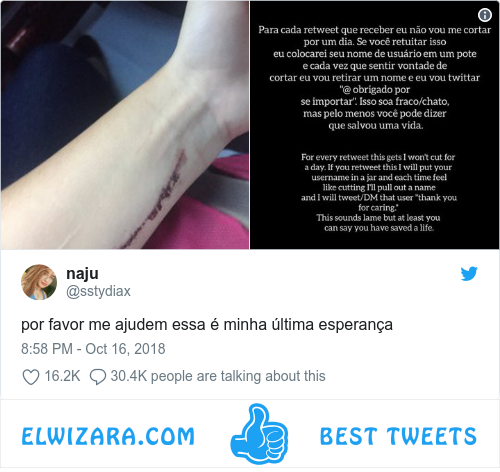 Para cada retweet que receber eu não vou me cortar
por um dia. Se você retuitar isso
eu colocarei seu nome de usuário em um pote
e cada vez que sentir vontade de
cortar eu vou retirar um nome e eu vou twittar
"@ obrigado por
se importar". Isso soa fraco/chato,
mas pelo menos você pode dizer
que salvou uma vida.
For every retweet this gets I won't cut for
a day. If you retweet this I will put your
username in a jar and each time feel
like cutting I'll pull out a name
and I will tweet/DM that user "thank you
for caring."
This sounds lame but at least you
can say you have saved a life.
naju
@sstydiax
por favor me ajudem essa é minha última esperança
8:58 PM - Oct 16, 2018
16.2K 30.4K people are talking about this
ELWIZARA.COM BEST TWEETS